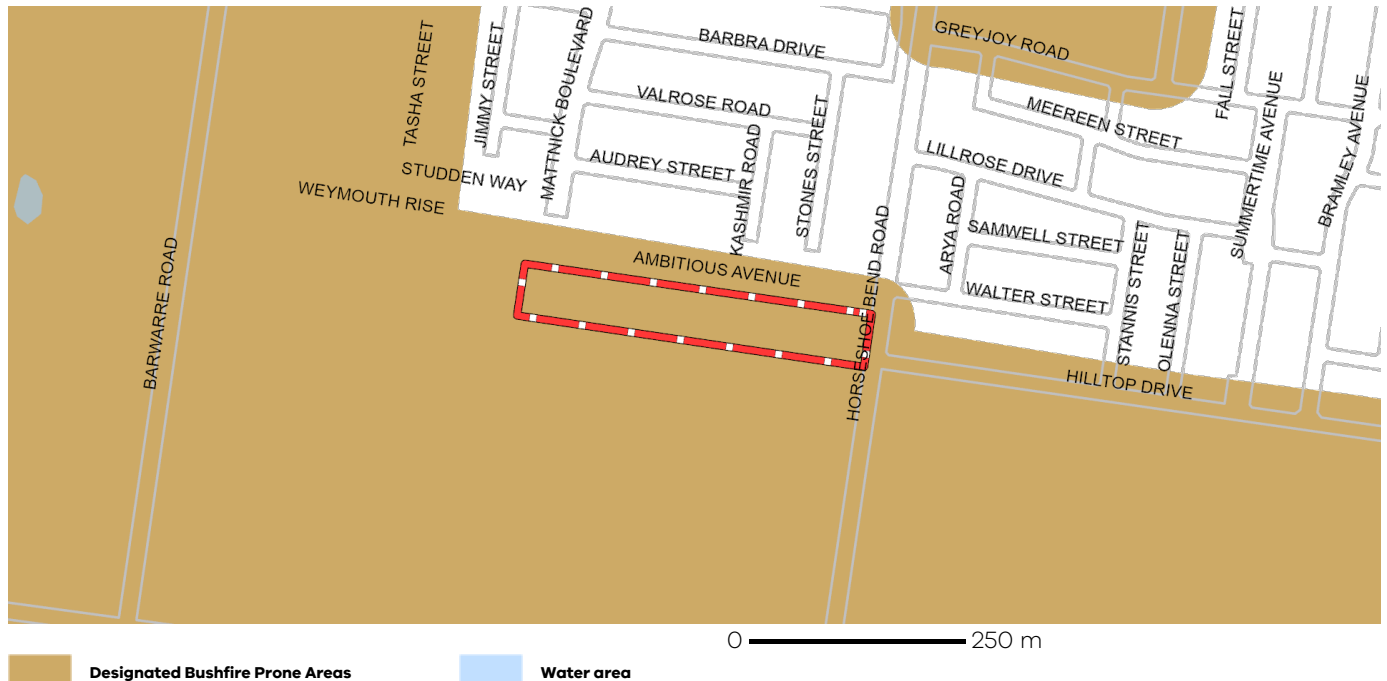 BARBRA DRIVE
GREYJOY ROAD
TASHA STREET
JIMMY STREET
MATTNICK BOULEVARD
VALROSE ROAD
FALL STREET
MEEREEN STREET
SUMMERTIME AVENUE
BRAMLEY AVENUE
STUDDEN WAY
AUDREY STREET
KASHMIR ROAD
STONES STREET
LILLROSE DRIVE
WEYMOUTH RISE
ARYA ROAD
SAMWELL STREET
AMBITIOUS AVENUE
HORSESHOE BEND ROAD
WALTER STREET
STANNIS STREET
OLENNA STREET
BARWARRE ROAD
HILLTOP DRIVE
0 250 m
Designated Bushfire Prone Areas
Water area